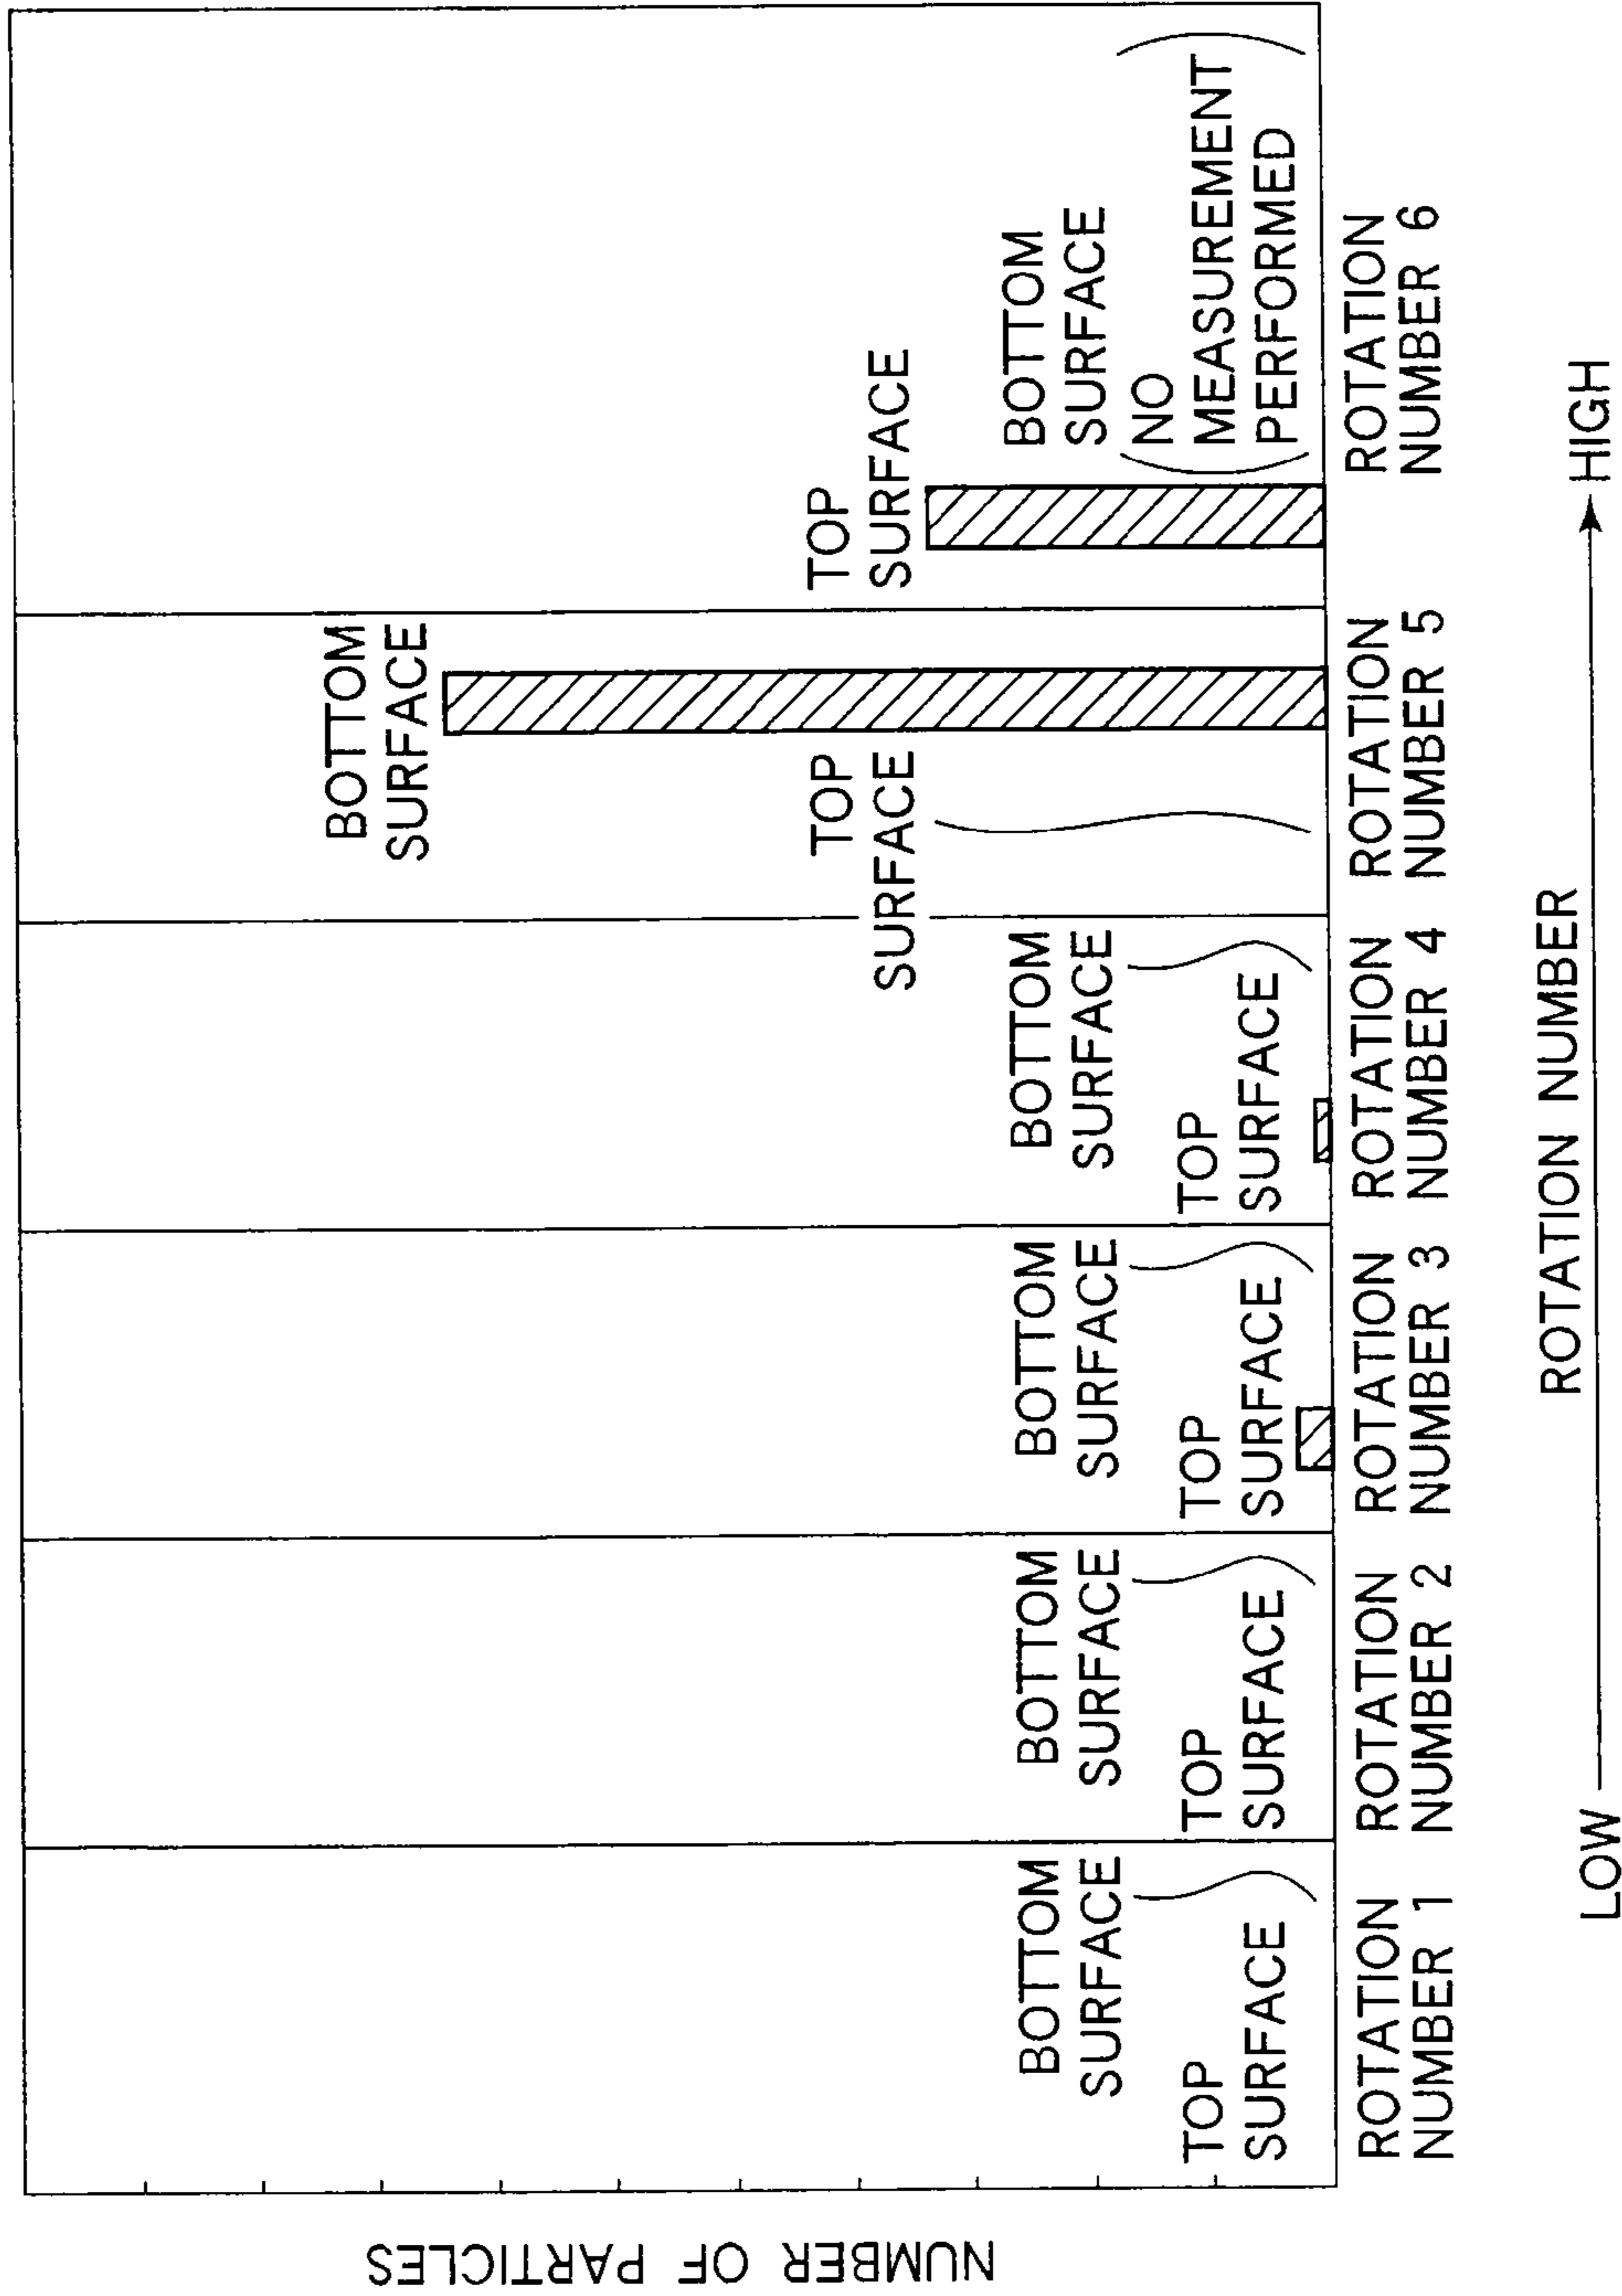 NUMBER OF PARTICLES
TOP
SURFACE
BOTTOM
SURFACE
ROTATION
NUMBER 1
TOP
SURFACE
BOTTOM
SURFACE
ROTATION
NUMBER 2
TOP
SURFACE
BOTTOM
SURFACE
ROTATION
NUMBER 3
TOP
SURFACE
BOTTOM
SURFACE
ROTATION
NUMBER 4
TOP
SURFACE
BOTTOM
SURFACE
ROTATION
NUMBER 5
TOP
SURFACE
BOTTOM
SURFACE
NO
MEASUREMENT
PERFORMED
ROTATION
NUMBER 6
ROTATION NUMBER
LOW
HIGH